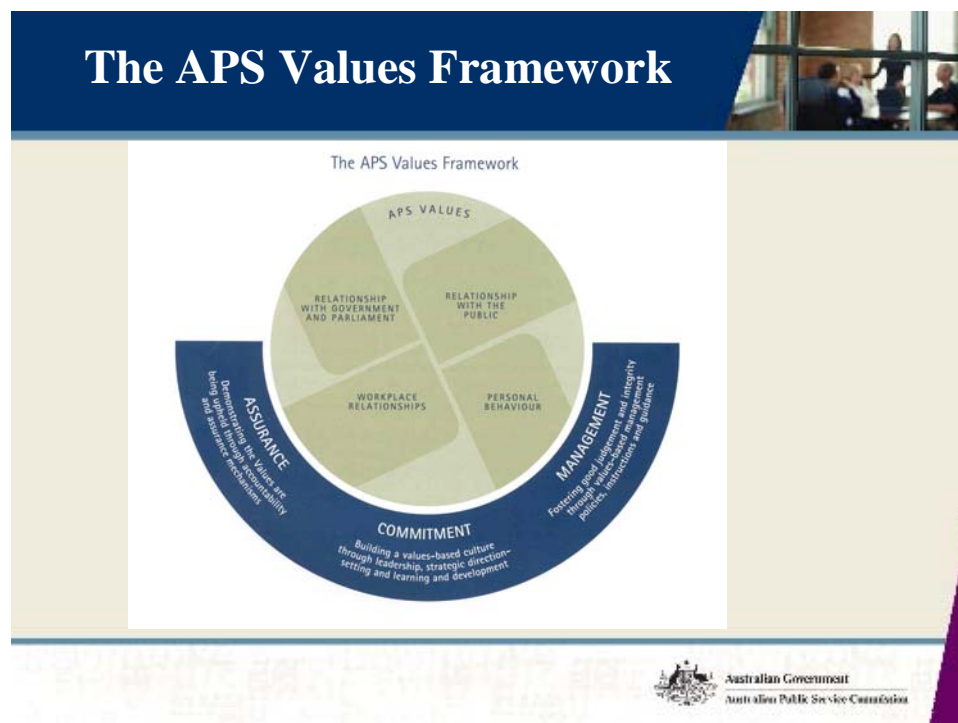 The APS Values Framework
The APS Values Framework
APS VALUES
RELATIONSHIP
WITH GOVERNMENT
AND PARLIAMENT
RELATIONSHIP
WITH THE
PUBLIC
WORKPLACE
RELATIONSHIPS
PERSONAL
BEHAVIOUR
ASSURANCE
Demonstrating the Values are
being upheld through accountability
and assurance mechanisms
COMMITMENT
Building a values-based culture
through leadership, strategic direction-
setting and learning and development
MANAGEMENT
Fostering good judgement and integrity
through values-based management
policies, instructions and guidance
Australian Government
Australian Public Service Commission